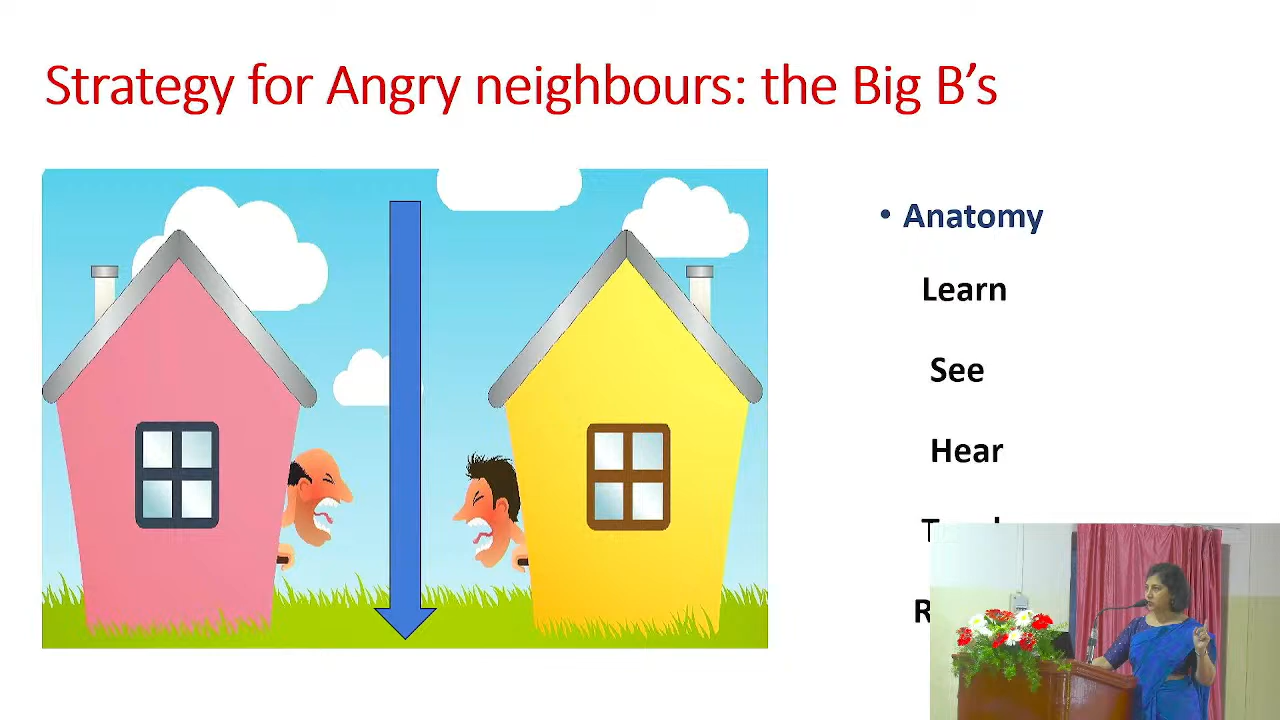 Strategy for Angry neighbours: the Big B's
• Anatomy
Learn
See
Hear